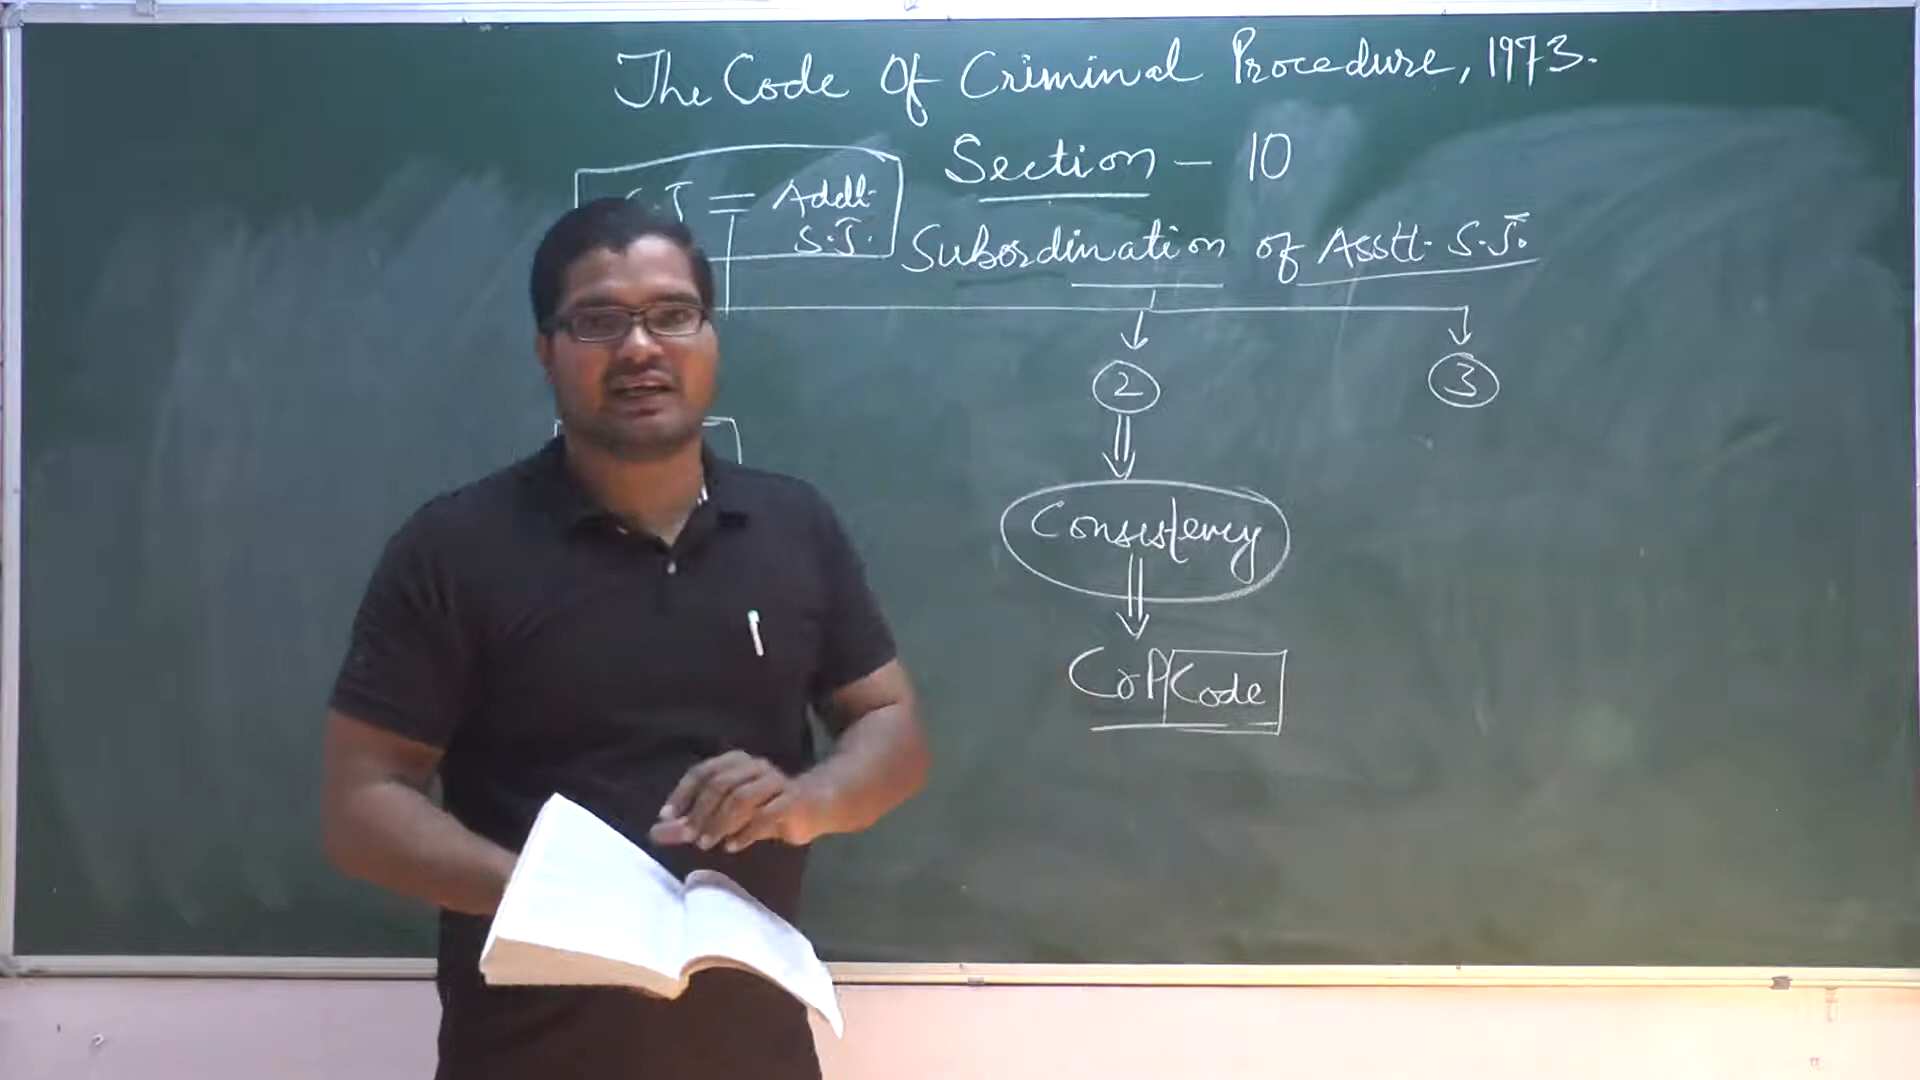 The Code Of Criminal Procedure, 1973.
Section - 10
J = Addl.
S.J.
Subordination of Asstt. S.J.
2
3
Consistency
CrPCode